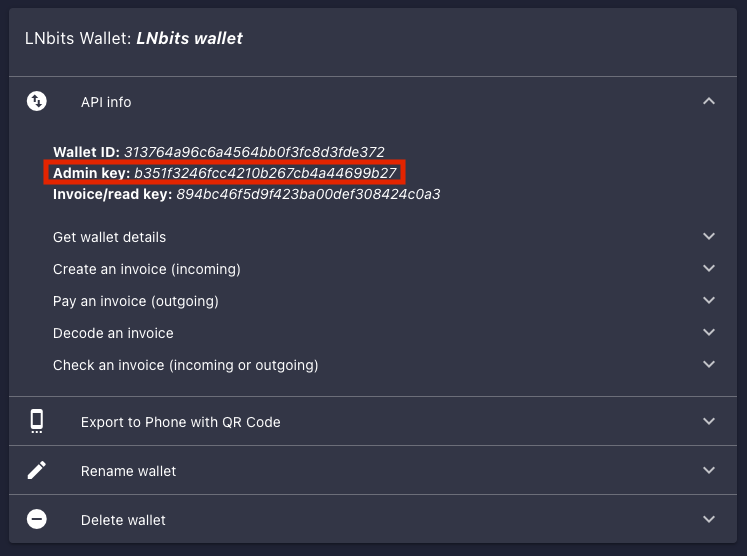 LNbits Wallet: LNbits wallet
API info
Wallet ID: 313764a96c6a4564bb0f3fc8d3fde372
Admin key: b351f3246fcc4210b267cb4a44699b27
Invoice/read key: 894bc46f5d9f423ba00def308424c0a3
Get wallet details
Create an invoice (incoming)
Pay an invoice (outgoing)
Decode an invoice
Check an invoice (incoming or outgoing)
Export to Phone with QR Code
Rename wallet
Delete wallet